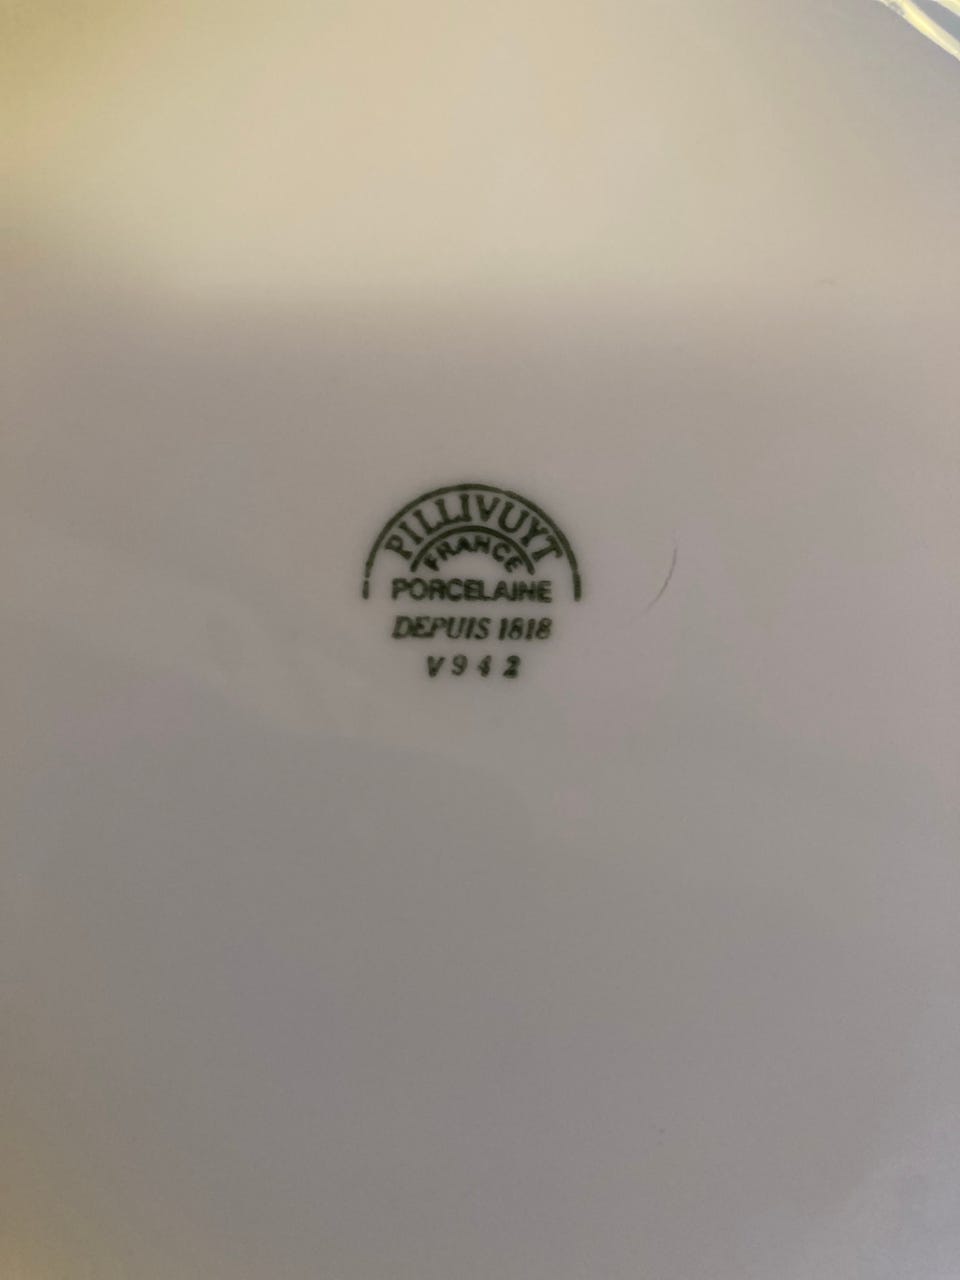 PILLIVUYT
FRANCE
PORCELAINE
DEPUIS 1818
V942